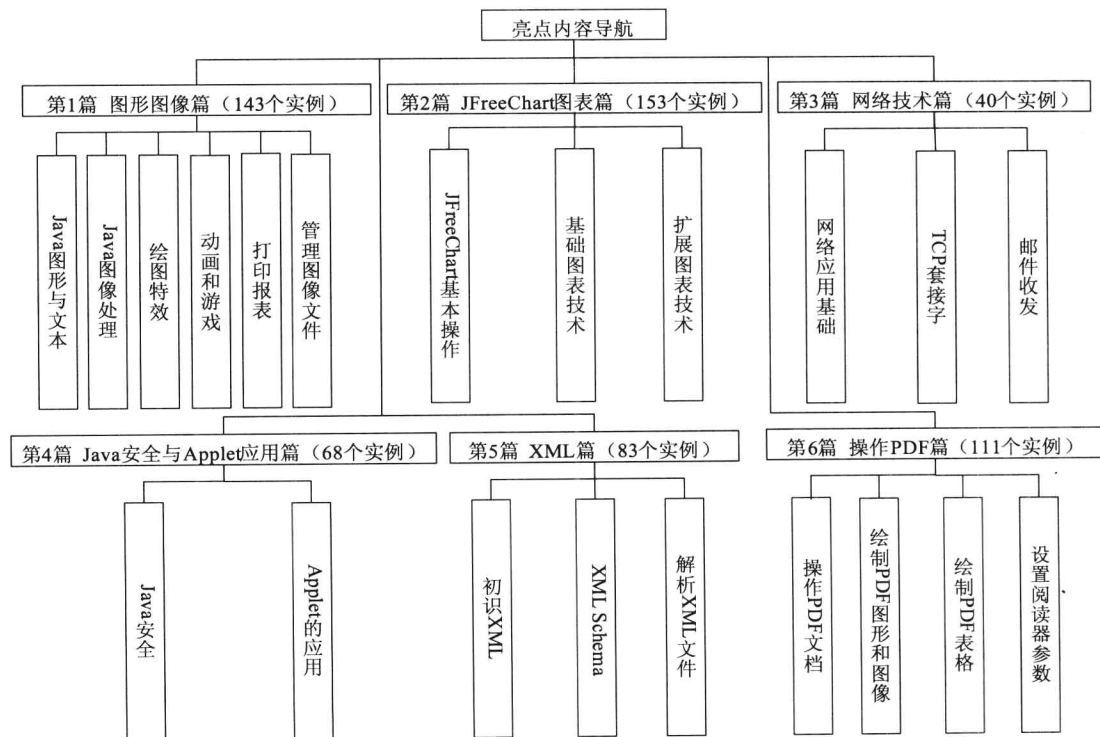 亮点内容导航
第1篇 图形图像篇（143个实例）
第2篇 JFreeChart图表篇（153个实例）
第3篇 网络技术篇（40个实例）
Java图形与文本
Java图像处理
绘图特效
动画和游戏
打印报表
管理图像文件
JFreeChart基本操作
基础图表技术
扩展图表技术
网络应用基础
TCP套接字
邮件收发
第4篇 Java安全与Applet应用篇（68个实例）
第5篇 XML篇（83个实例）
第6篇 操作PDF篇（111个实例）
Java安全
Applet的应用
初识XML
XML Schema
解析XML文件
操作PDF文档
绘制PDF图形和图像
绘制PDF表格
设置阅读器参数